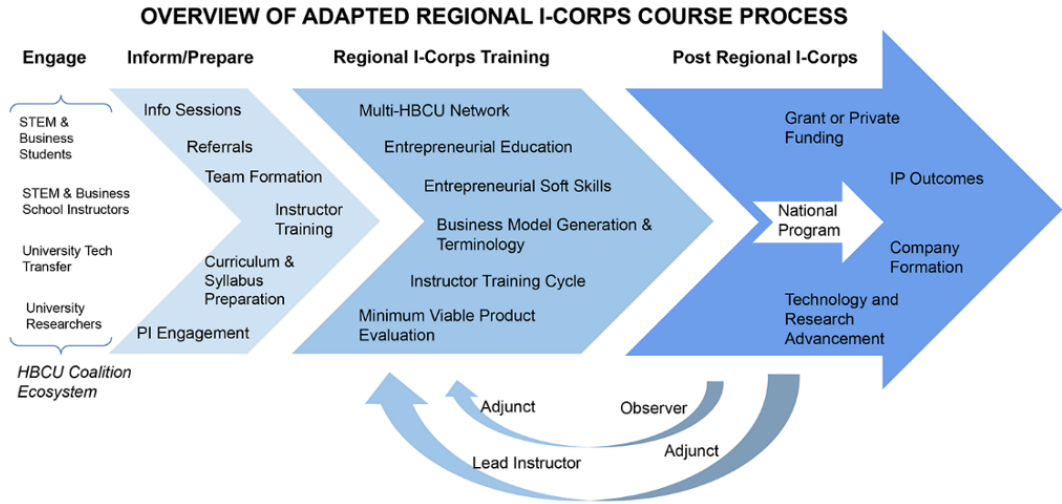 OVERVIEW OF ADAPTED REGIONAL I-CORPS COURSE PROCESS
Engage
STEM &
Business
Students
STEM & Business
School Instructors
University Tech
Transfer
University
Researchers
HBCU Coalition
Ecosystem
Inform/Prepare
Info Sessions
Referrals
Team Formation
Instructor
Training
Curriculum &
Syllabus
Preparation
PI Engagement
Regional I-Corps Training
Multi-HBCU Network
Entrepreneurial Education
Entrepreneurial Soft Skills
Business Model Generation &
Terminology
Instructor Training Cycle
Minimum Viable Product
Evaluation
Post Regional I-Corps
Grant or Private
Funding
IP Outcomes
National
Program
Company
Formation
Technology and
Research
Advancement
Adjunct
Observer
Lead Instructor
Adjunct